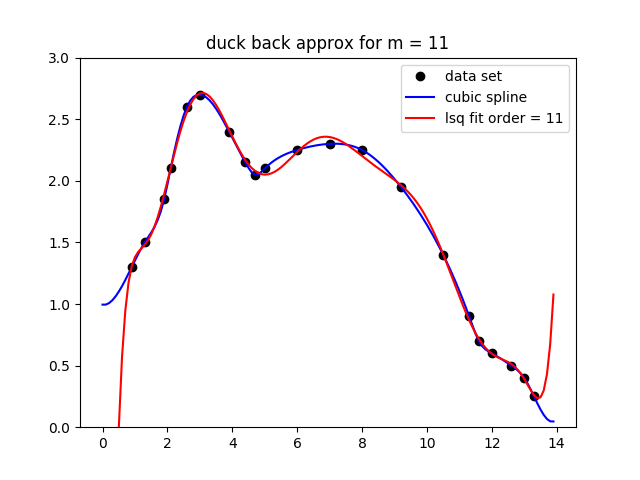 duck back approx for m = 11
data set
cubic spline
lsq fit order = 11
3.0
2.5
2.0
1.5
1.0
0.5
0.0
0 2 4 6 8 10 12 14